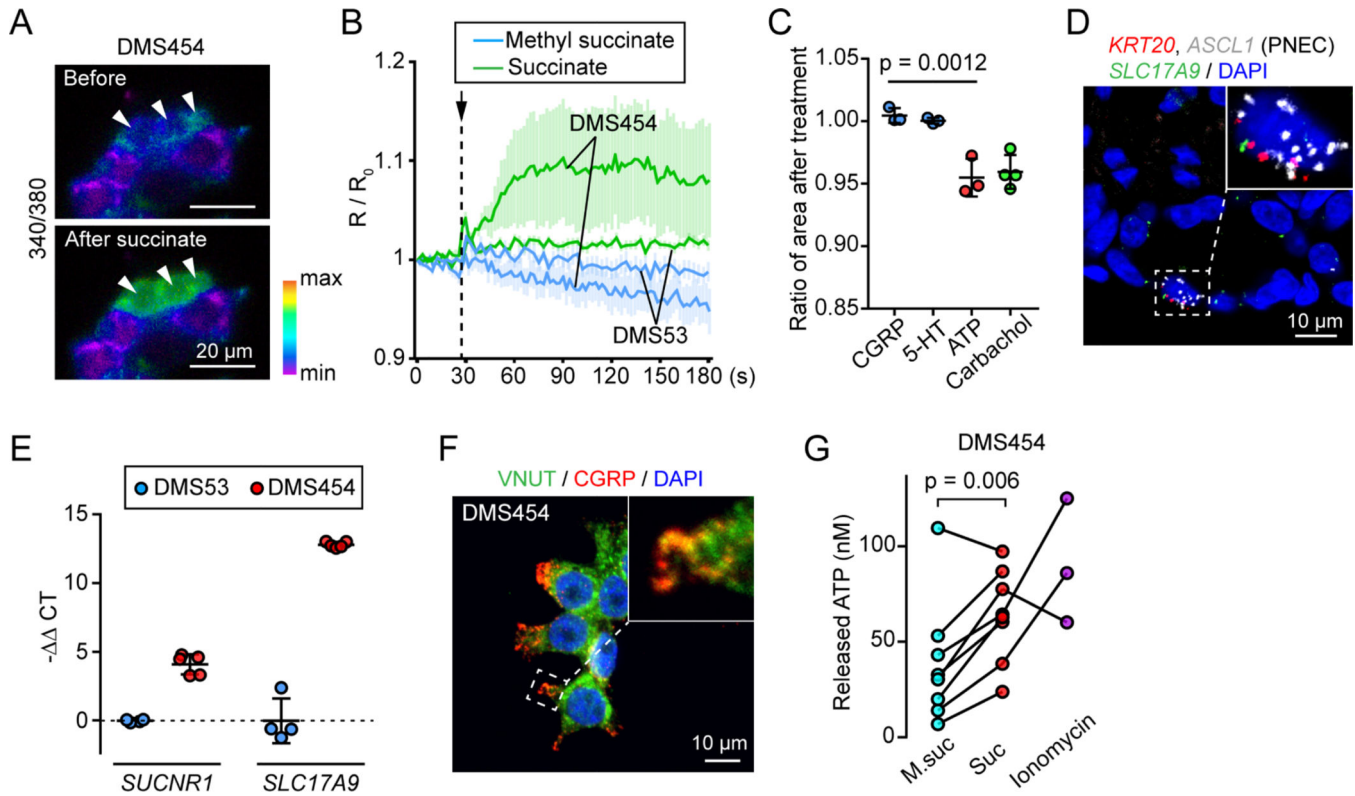 A
DMS454
Before
After succinate
340/380
max
min
20 µm
B
Methyl succinate
Succinate
1.2
1.10
1
0.9
R / R0
DMS454
DMS53
0 30 60 90 120 150 180 (s)
C
p = 0.0012
1.05
1.00
0.95
0.90
0.85
Ratio of area after treatment
CGRP
5-HT
ATP
Carbachol
D
KRT20, ASCL1 (PNEC)
SLC17A9 / DAPI
10 µm
E
DMS53 DMS454
15
10
5
0
-ΔΔ CT
SUCNR1 SLC17A9
F
VNUT / CGRP / DAPI
DMS454
10 µm
G
DMS454
p = 0.006
100
50
0
Released ATP (nM)
M.suc
Suc
Ionomycin